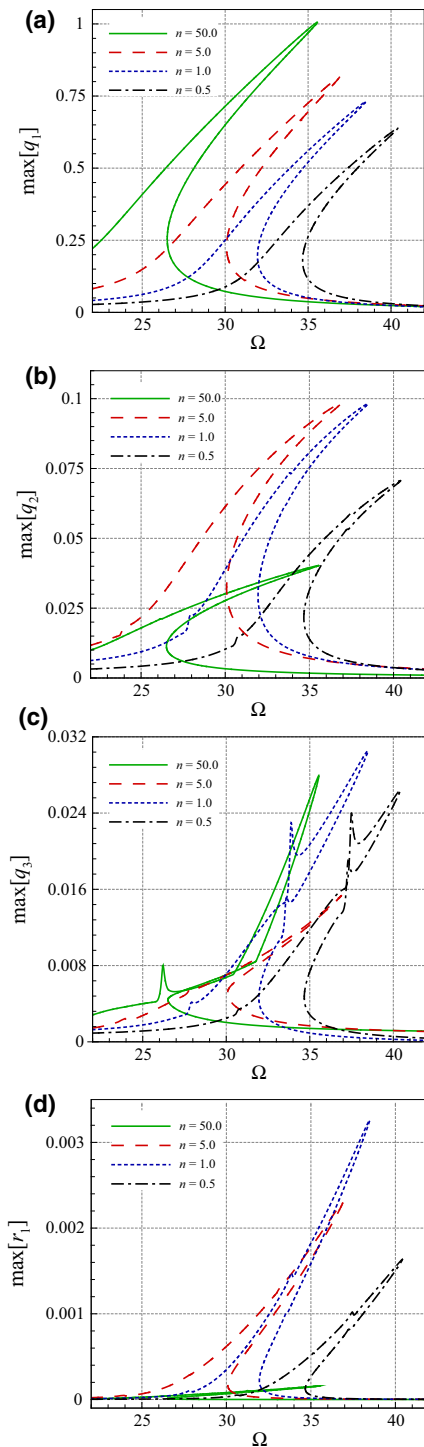 (a)
1
0.75
0.5
0.25
0
max[q₁]
n = 50.0
n = 5.0
n = 1.0
n = 0.5
25 30 35 40
Ω
(b)
0.1
0.075
0.05
0.025
0
max[q₂]
n = 50.0
n = 5.0
n = 1.0
n = 0.5
25 30 35 40
Ω
(c)
0.032
0.024
0.016
0.008
0
max[q₃]
n = 50.0
n = 5.0
n = 1.0
n = 0.5
25 30 35 40
Ω
(d)
0.003
0.002
0.001
0
max[r₁]
n = 50.0
n = 5.0
n = 1.0
n = 0.5
25 30 35 40
Ω